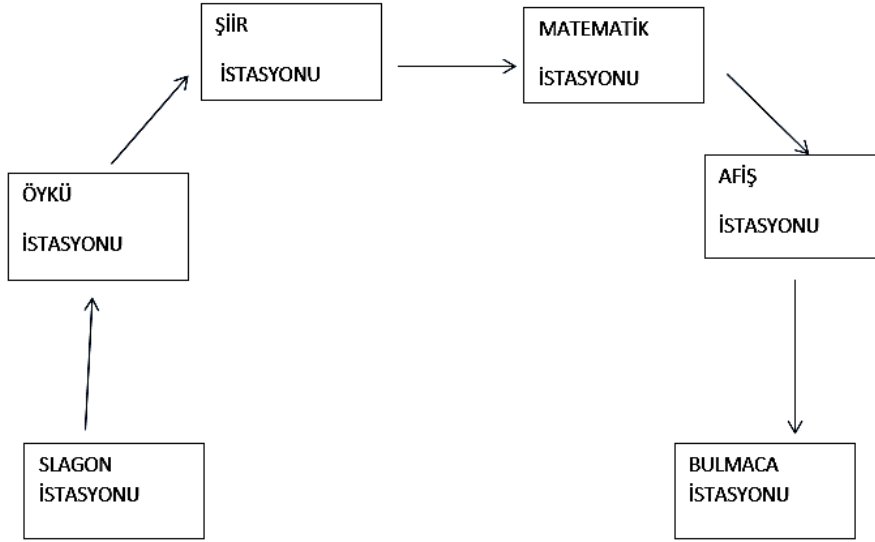 ŞİİR
İSTASYONU
MATEMATİK
İSTASYONU
ÖYKÜ
İSTASYONU
AFİŞ
İSTASYONU
SLAGON
İSTASYONU
BULMACA
İSTASYONU